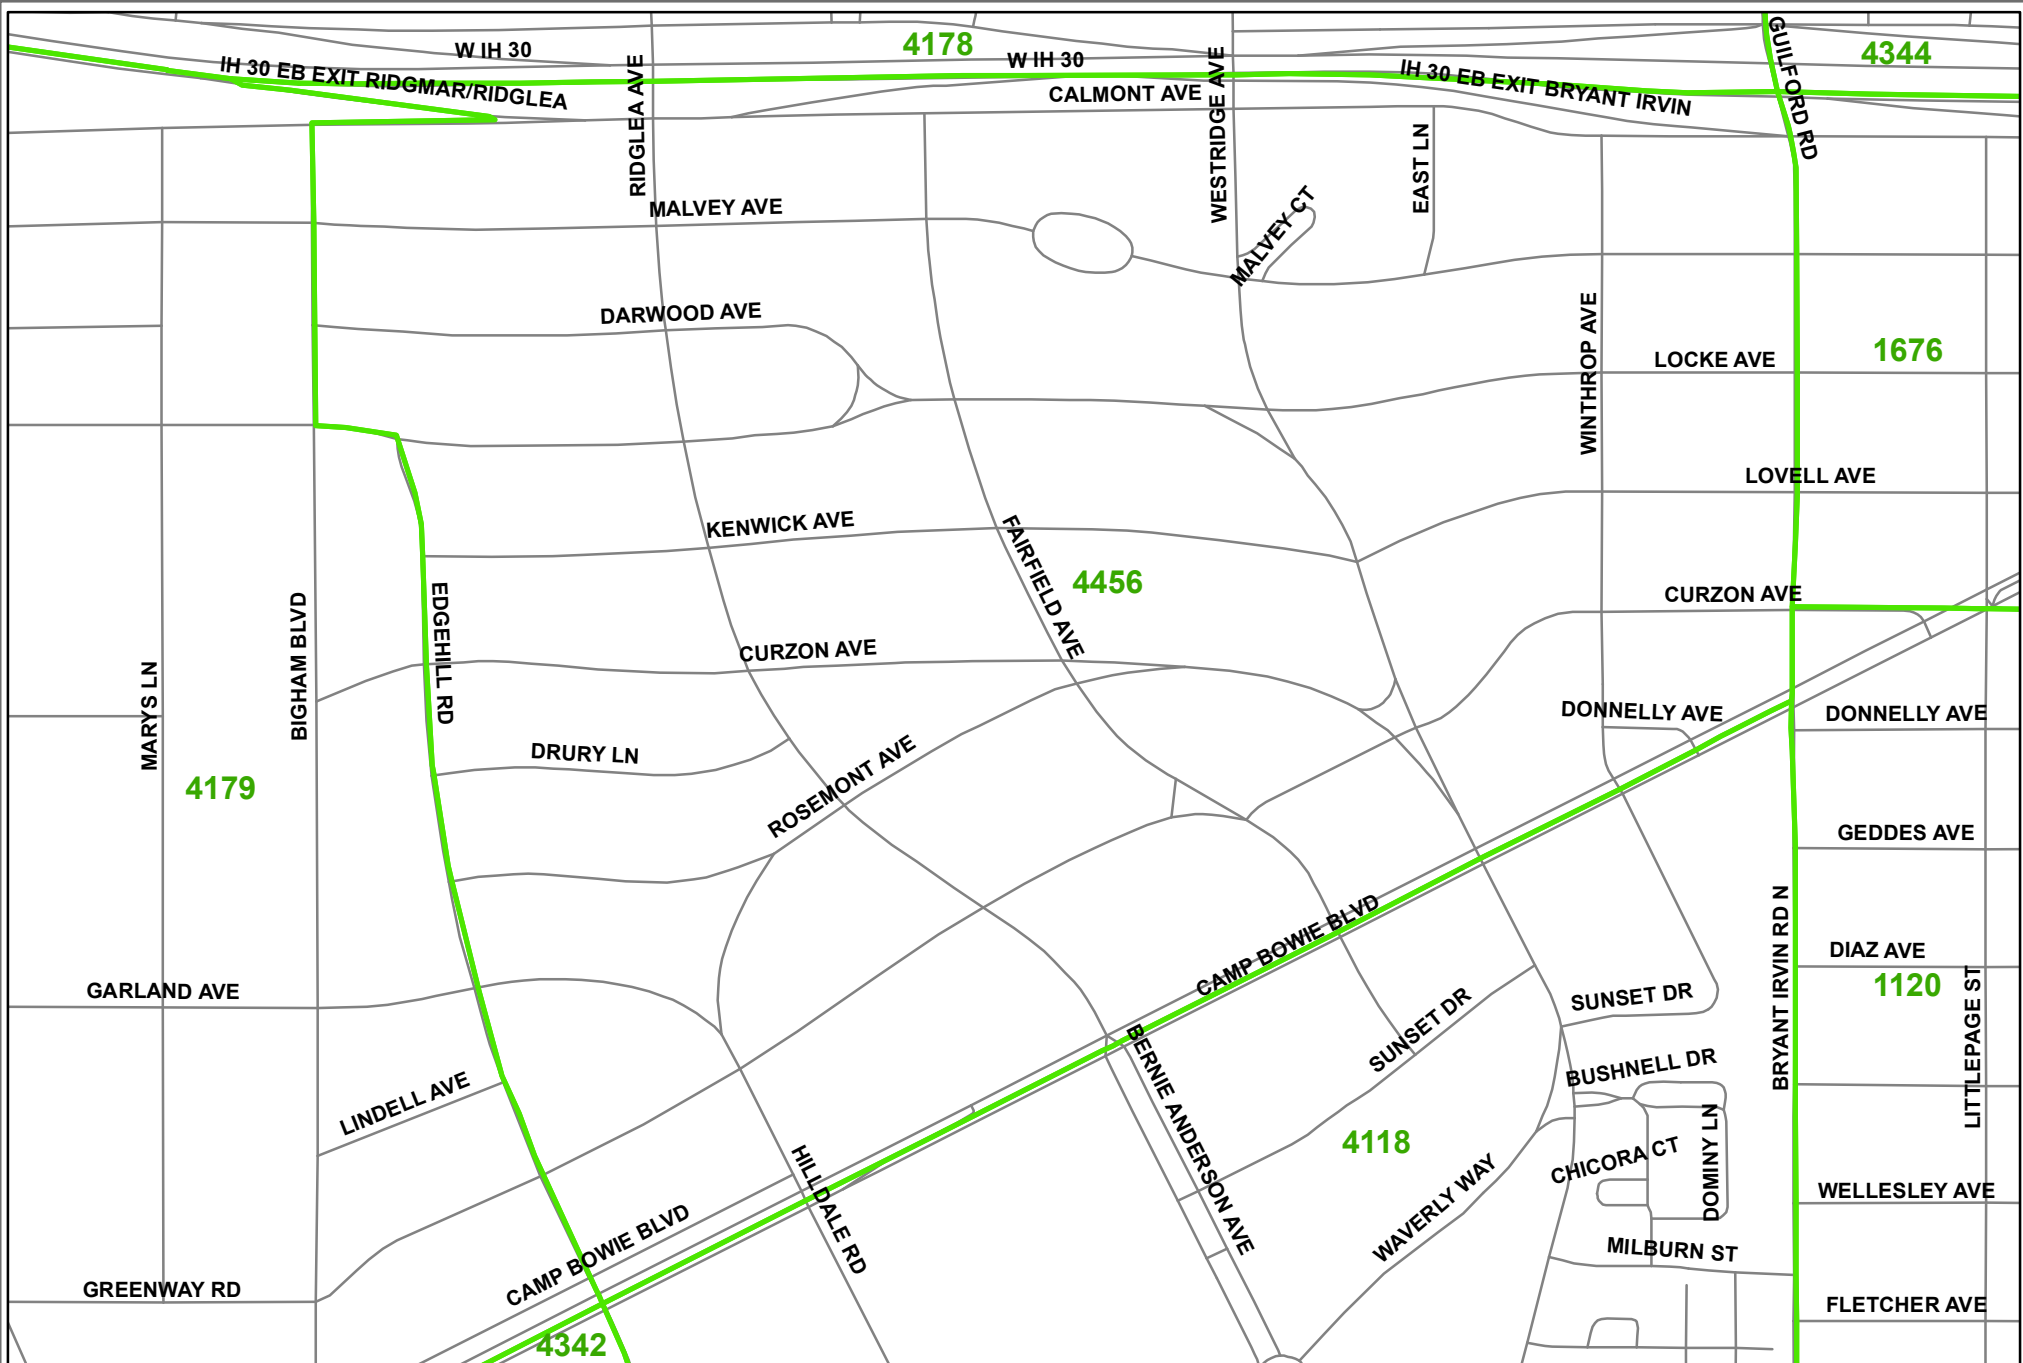 4178
W IH 30
W IH 30
4344
IH 30 EB EXIT RIDGMAR/RIDGLEA
IH 30 EB EXIT BRYANT IRVIN
GUILFORD RD
CALMONT AVE
RIDGLEA AVE
WESTRIDGE AVE
EAST LN
MALVEY AVE
MALVEY CT
DARWOOD AVE
WINTHROP AVE
LOCKE AVE
1676
LOVELL AVE
KENWICK AVE
FAIRFIELD AVE
4456
CURZON AVE
EDGEHILL RD
BIGHAM BLVD
MARYS LN
CURZON AVE
DONNELLY AVE
DONNELLY AVE
DRURY LN
ROSEMONT AVE
4179
GEDDES AVE
CAMP BOWIE BLVD
BRYANT IRVIN RD N
DIAZ AVE
1120
GARLAND AVE
SUNSET DR
SUNSET DR
LITTLEPAGE ST
BERNIE ANDERSON AVE
BUSHNELL DR
LINDELL AVE
4118
CHICORA CT
DOMINY LN
WELLESLEY AVE
HILLDALE RD
WAVERLY WAY
CAMP BOWIE BLVD
MILBURN ST
GREENWAY RD
FLETCHER AVE
4342